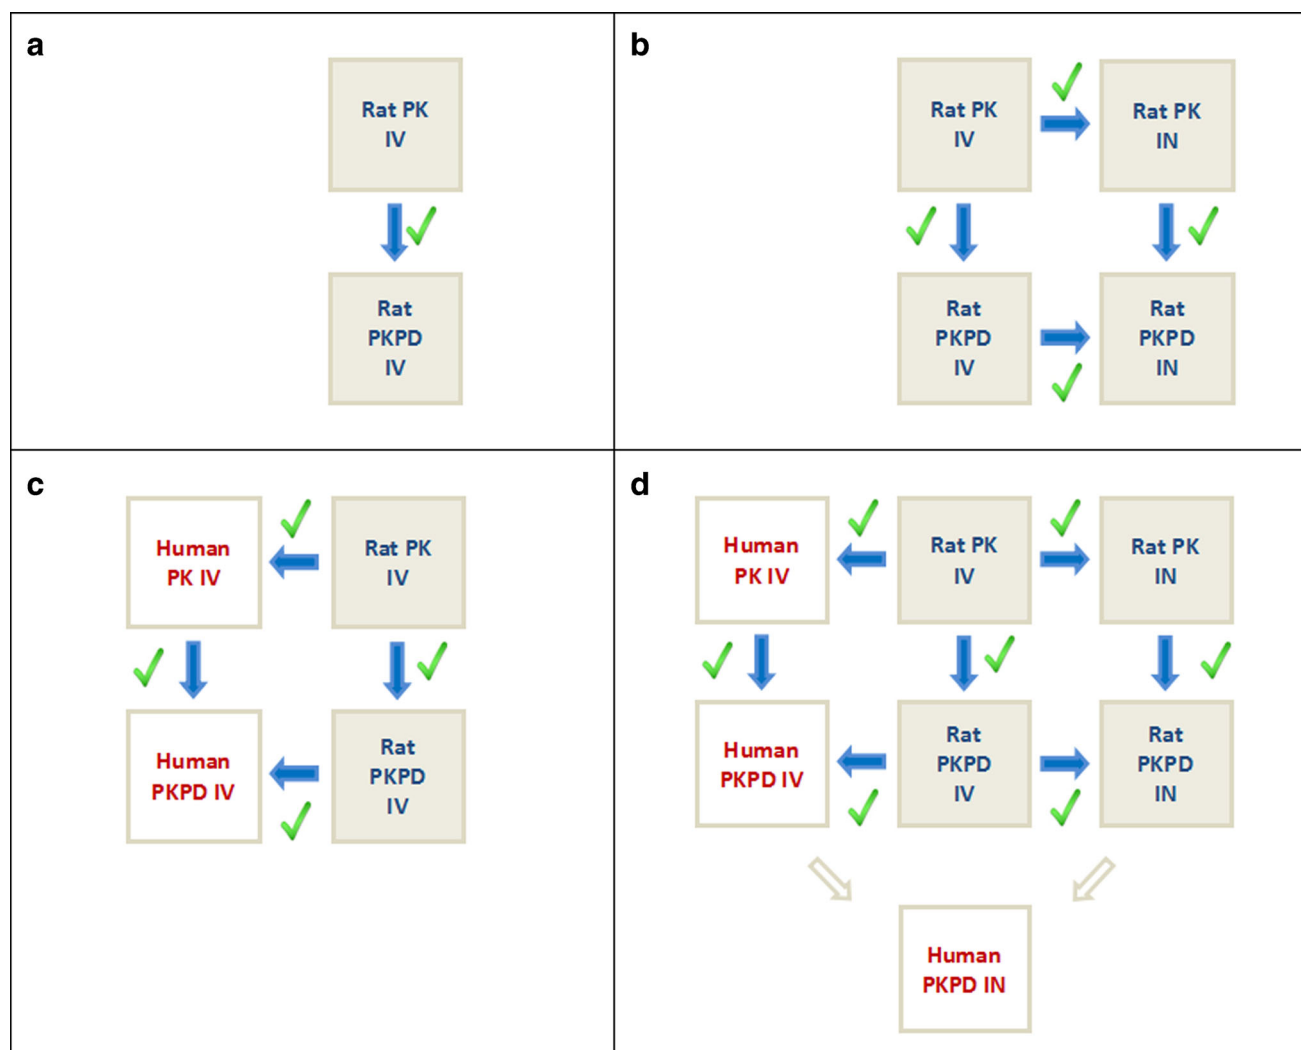 a
Rat PK
IV
Rat
PKPD
IV
b
Rat PK
IV
Rat PK
IN
Rat
PKPD
IV
Rat
PKPD
IN
c
Human
PK IV
Rat PK
IV
Human
PKPD IV
Rat
PKPD
IV
d
Human
PK IV
Rat PK
IV
Rat PK
IN
Human
PKPD IV
Rat
PKPD
IV
Rat
PKPD
IN
Human
PKPD IN